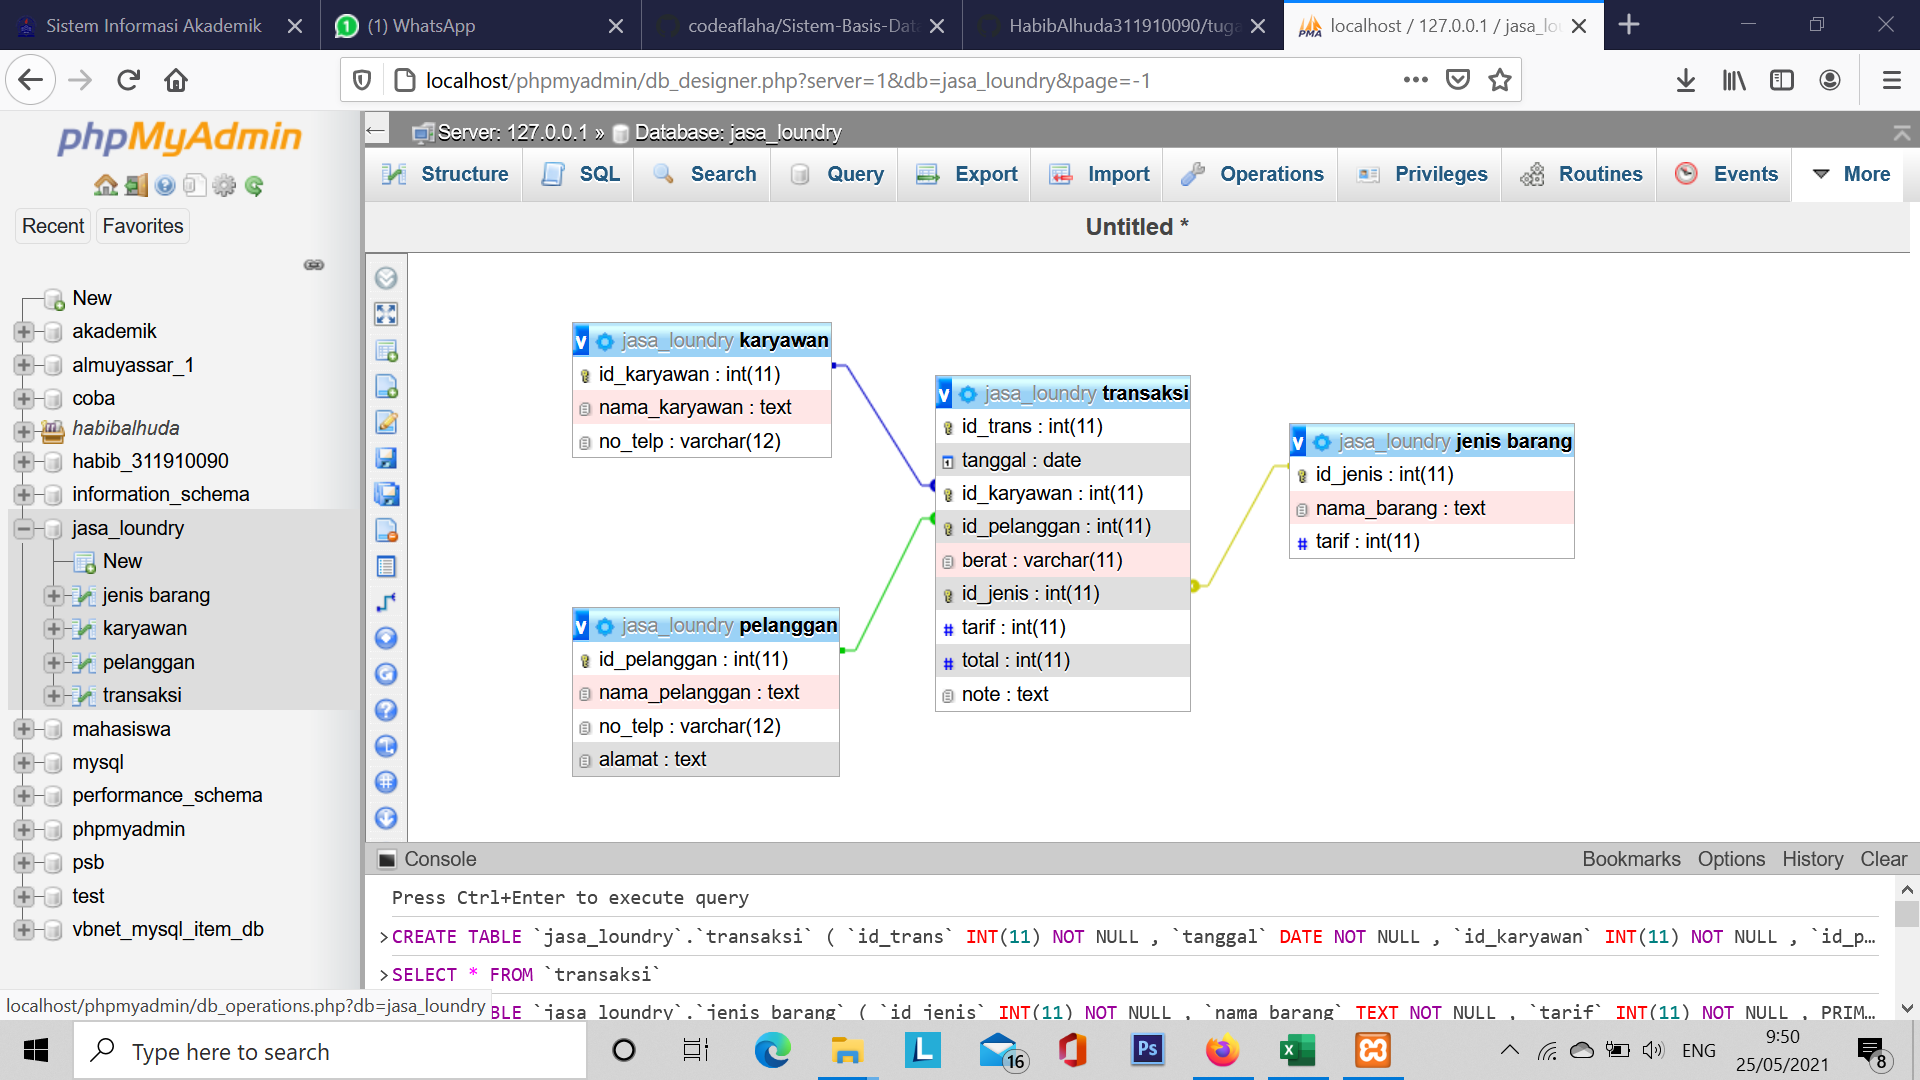 Sistem Informasi Akademik
(1) WhatsApp
codeaflaha/Sistem-Basis-Dat
HabibAlhuda311910090/tuga
localhost / 127.0.0.1 / jasa_lo
localhost/phpmyadmin/db_designer.php?server=1&db=jasa_loundry&page=-1
phpMyAdmin
Recent
Favorites
New
akademik
almuyassar_1
coba
habibalhuda
habib_311910090
information_schema
jasa_loundry
New
jenis barang
karyawan
pelanggan
transaksi
mahasiswa
mysql
performance_schema
phpmyadmin
psb
test
vbnet_mysql_item_db
localhost/phpmyadmin/db_operations.php?db=jasa_loundry
Server: 127.0.0.1 » Database: jasa_loundry
Structure
SQL
Search
Query
Export
Import
Operations
Privileges
Routines
Events
More
Untitled *
v jasa_loundry karyawan
id_karyawan : int(11)
nama_karyawan : text
no_telp : varchar(12)
v jasa_loundry pelanggan
id_pelanggan : int(11)
nama_pelanggan : text
no_telp : varchar(12)
alamat : text
v jasa_loundry transaksi
id_trans : int(11)
tanggal : date
id_karyawan : int(11)
id_pelanggan : int(11)
berat : varchar(11)
id_jenis : int(11)
# tarif : int(11)
# total : int(11)
note : text
v jasa_loundry jenis barang
id_jenis : int(11)
nama_barang : text
# tarif : int(11)
Console
Bookmarks
Options
History
Clear
Press Ctrl+Enter to execute query
>CREATE TABLE `jasa_loundry`.`transaksi` ( `id_trans` INT(11) NOT NULL , `tanggal` DATE NOT NULL , `id_karyawan` INT(11) NOT NULL , `id_p...
>SELECT * FROM `transaksi`
BLE `jasa_loundry`.`jenis barang` ( `id_jenis` INT(11) NOT NULL , `nama_barang` TEXT NOT NULL , `tarif` INT(11) NOT NULL , PRIM...
Type here to search
L
16
Ps
ENG
9:50
25/05/2021
8